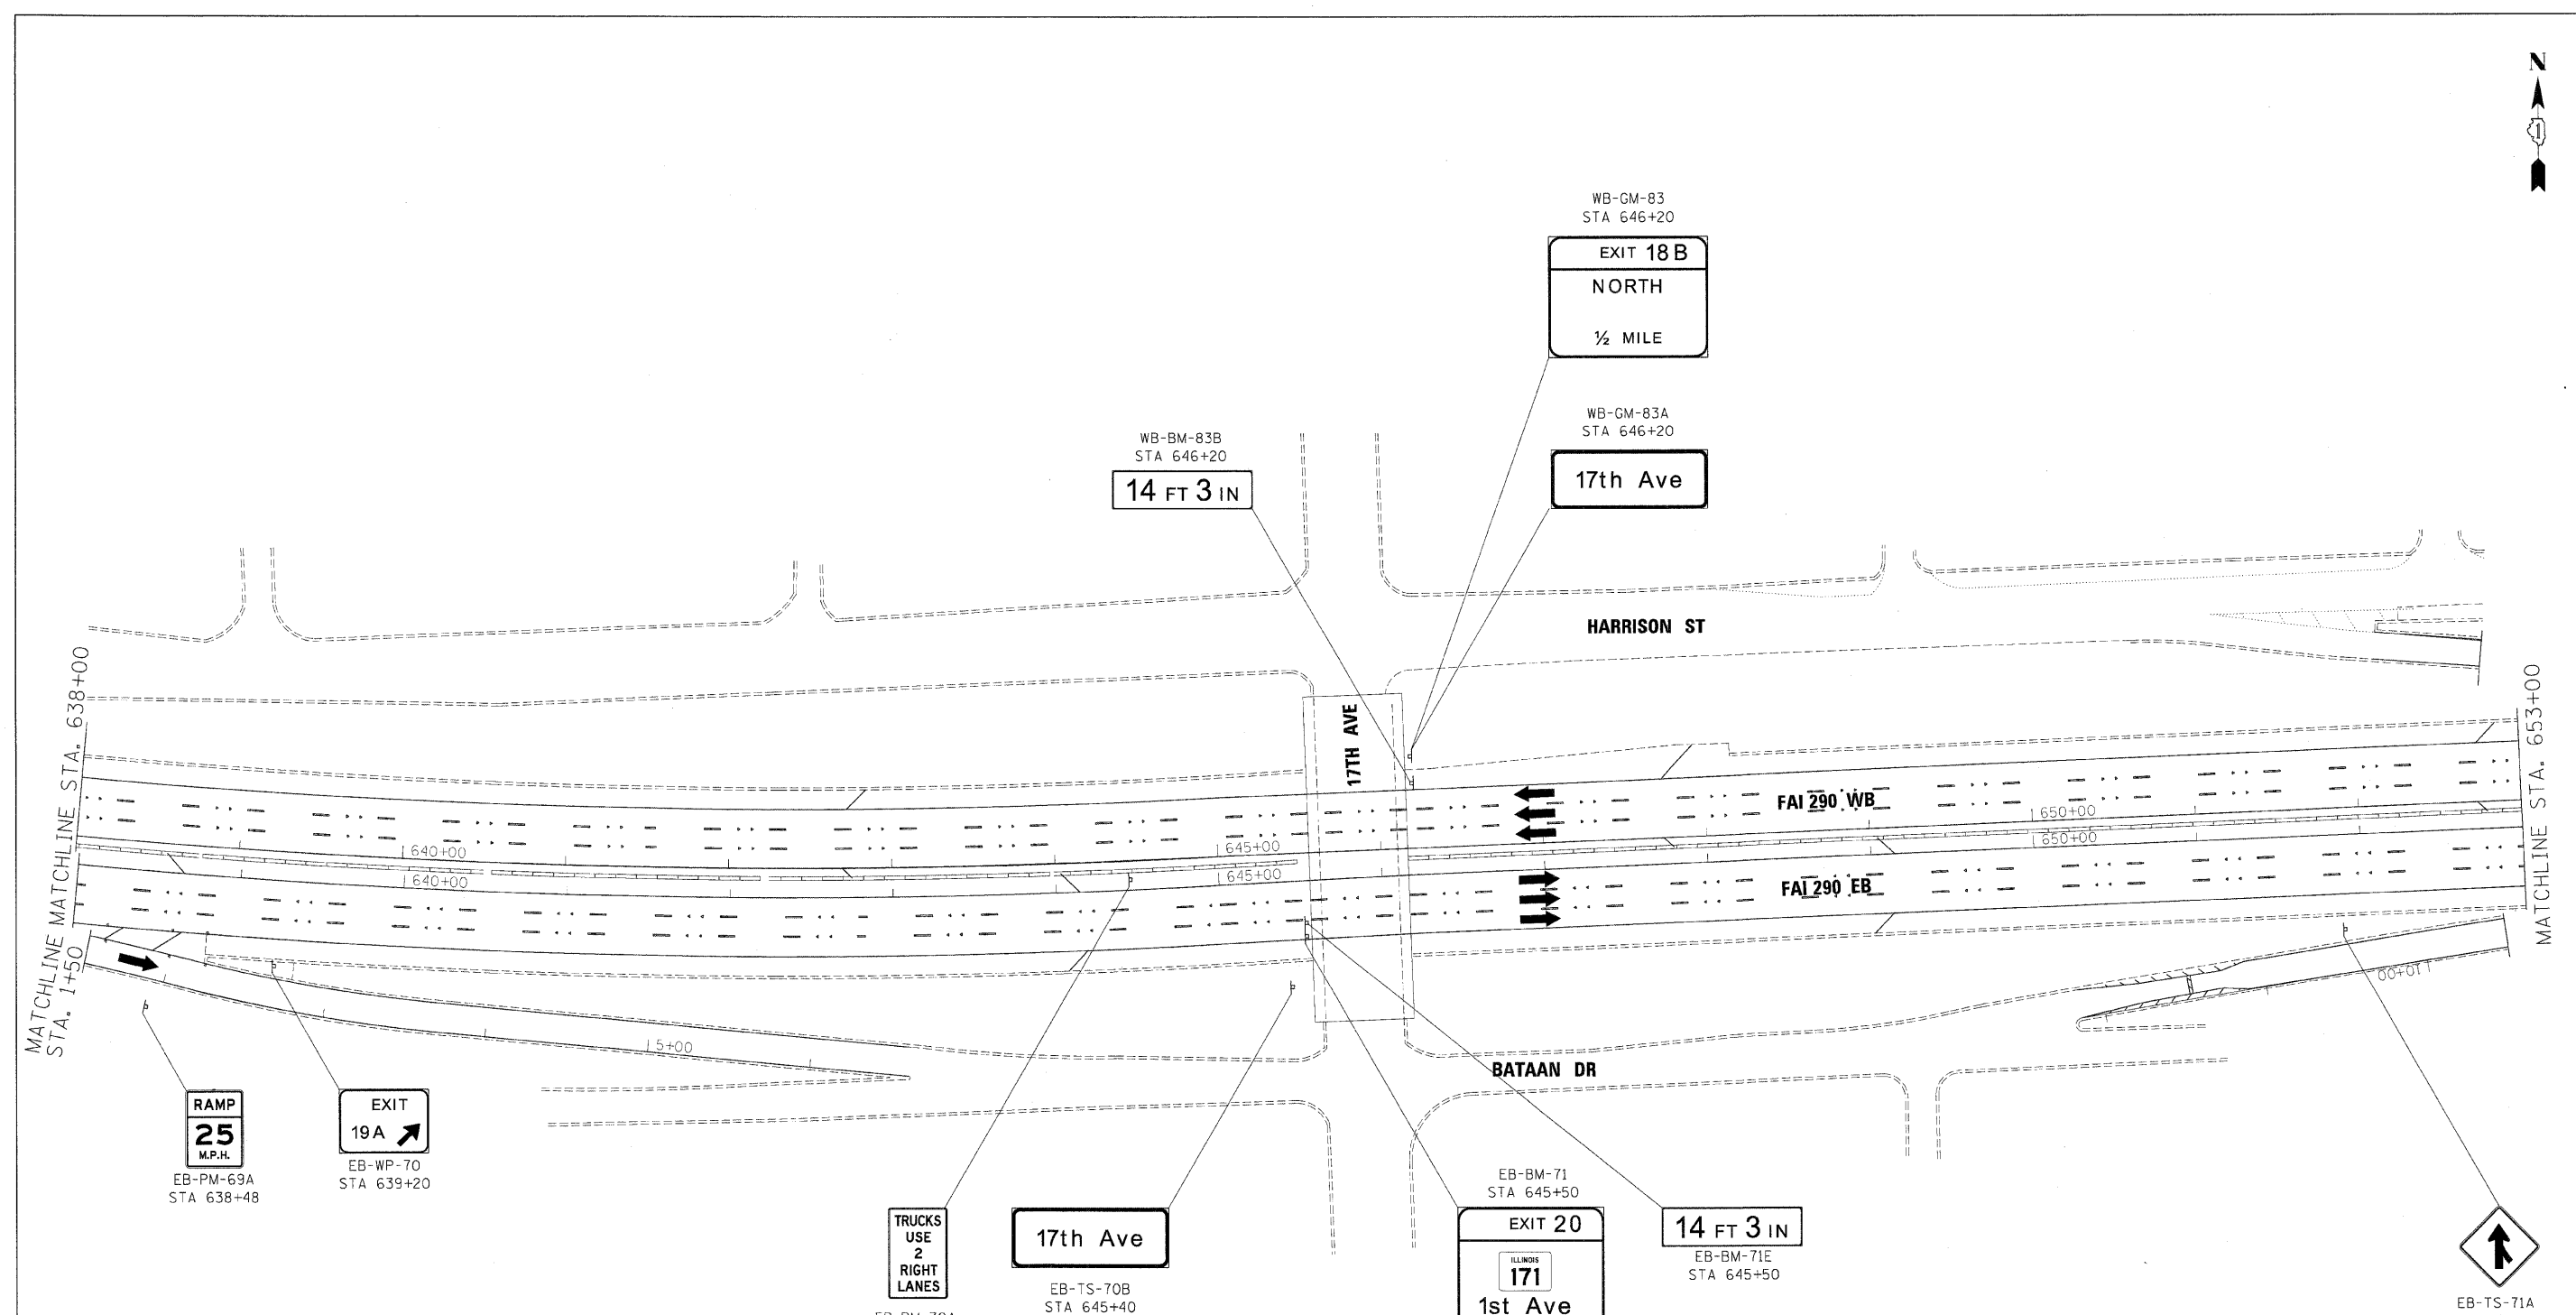 N
1
WB-GM-83
STA 646+20
EXIT 18 B
NORTH
½ MILE
WB-GM-83A
STA 646+20
17th Ave
WB-BM-83B
STA 646+20
14 FT 3 IN
HARRISON ST
MATCHLINE STA. 638+00
MATCHLINE STA. 653+00
17TH AVE
FAI 290 WB
640+00
645+00
650+00
640+00
645+00
650+00
FAI 290 EB
MATCHLINE
STA. 1+50
5+00
110+00
BATAAN DR
RAMP
25
M.P.H.
EB-PM-69A
STA 638+48
EXIT
19 A
EB-WP-70
STA 639+20
TRUCKS
USE
2
RIGHT
LANES
17th Ave
EB-TS-70B
STA 645+40
EB-BM-71
STA 645+50
EXIT 20
ILLINOIS
171
1st Ave
14 FT 3 IN
EB-BM-71E
STA 645+50
EB-TS-71A